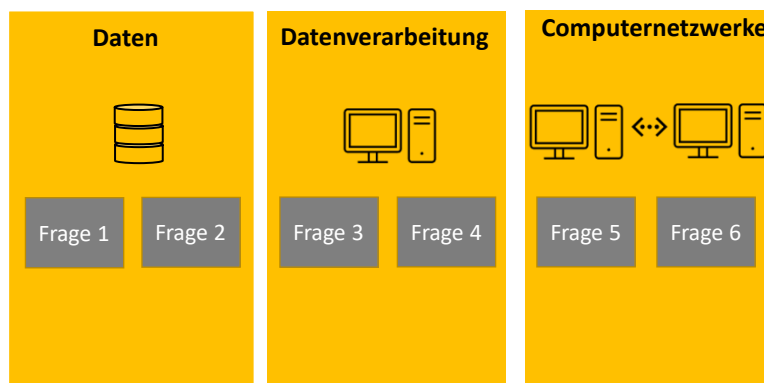 Daten
Frage 1
Frage 2
Datenverarbeitung
Frage 3
Frage 4
Computernetzwerke
Frage 5
Frage 6